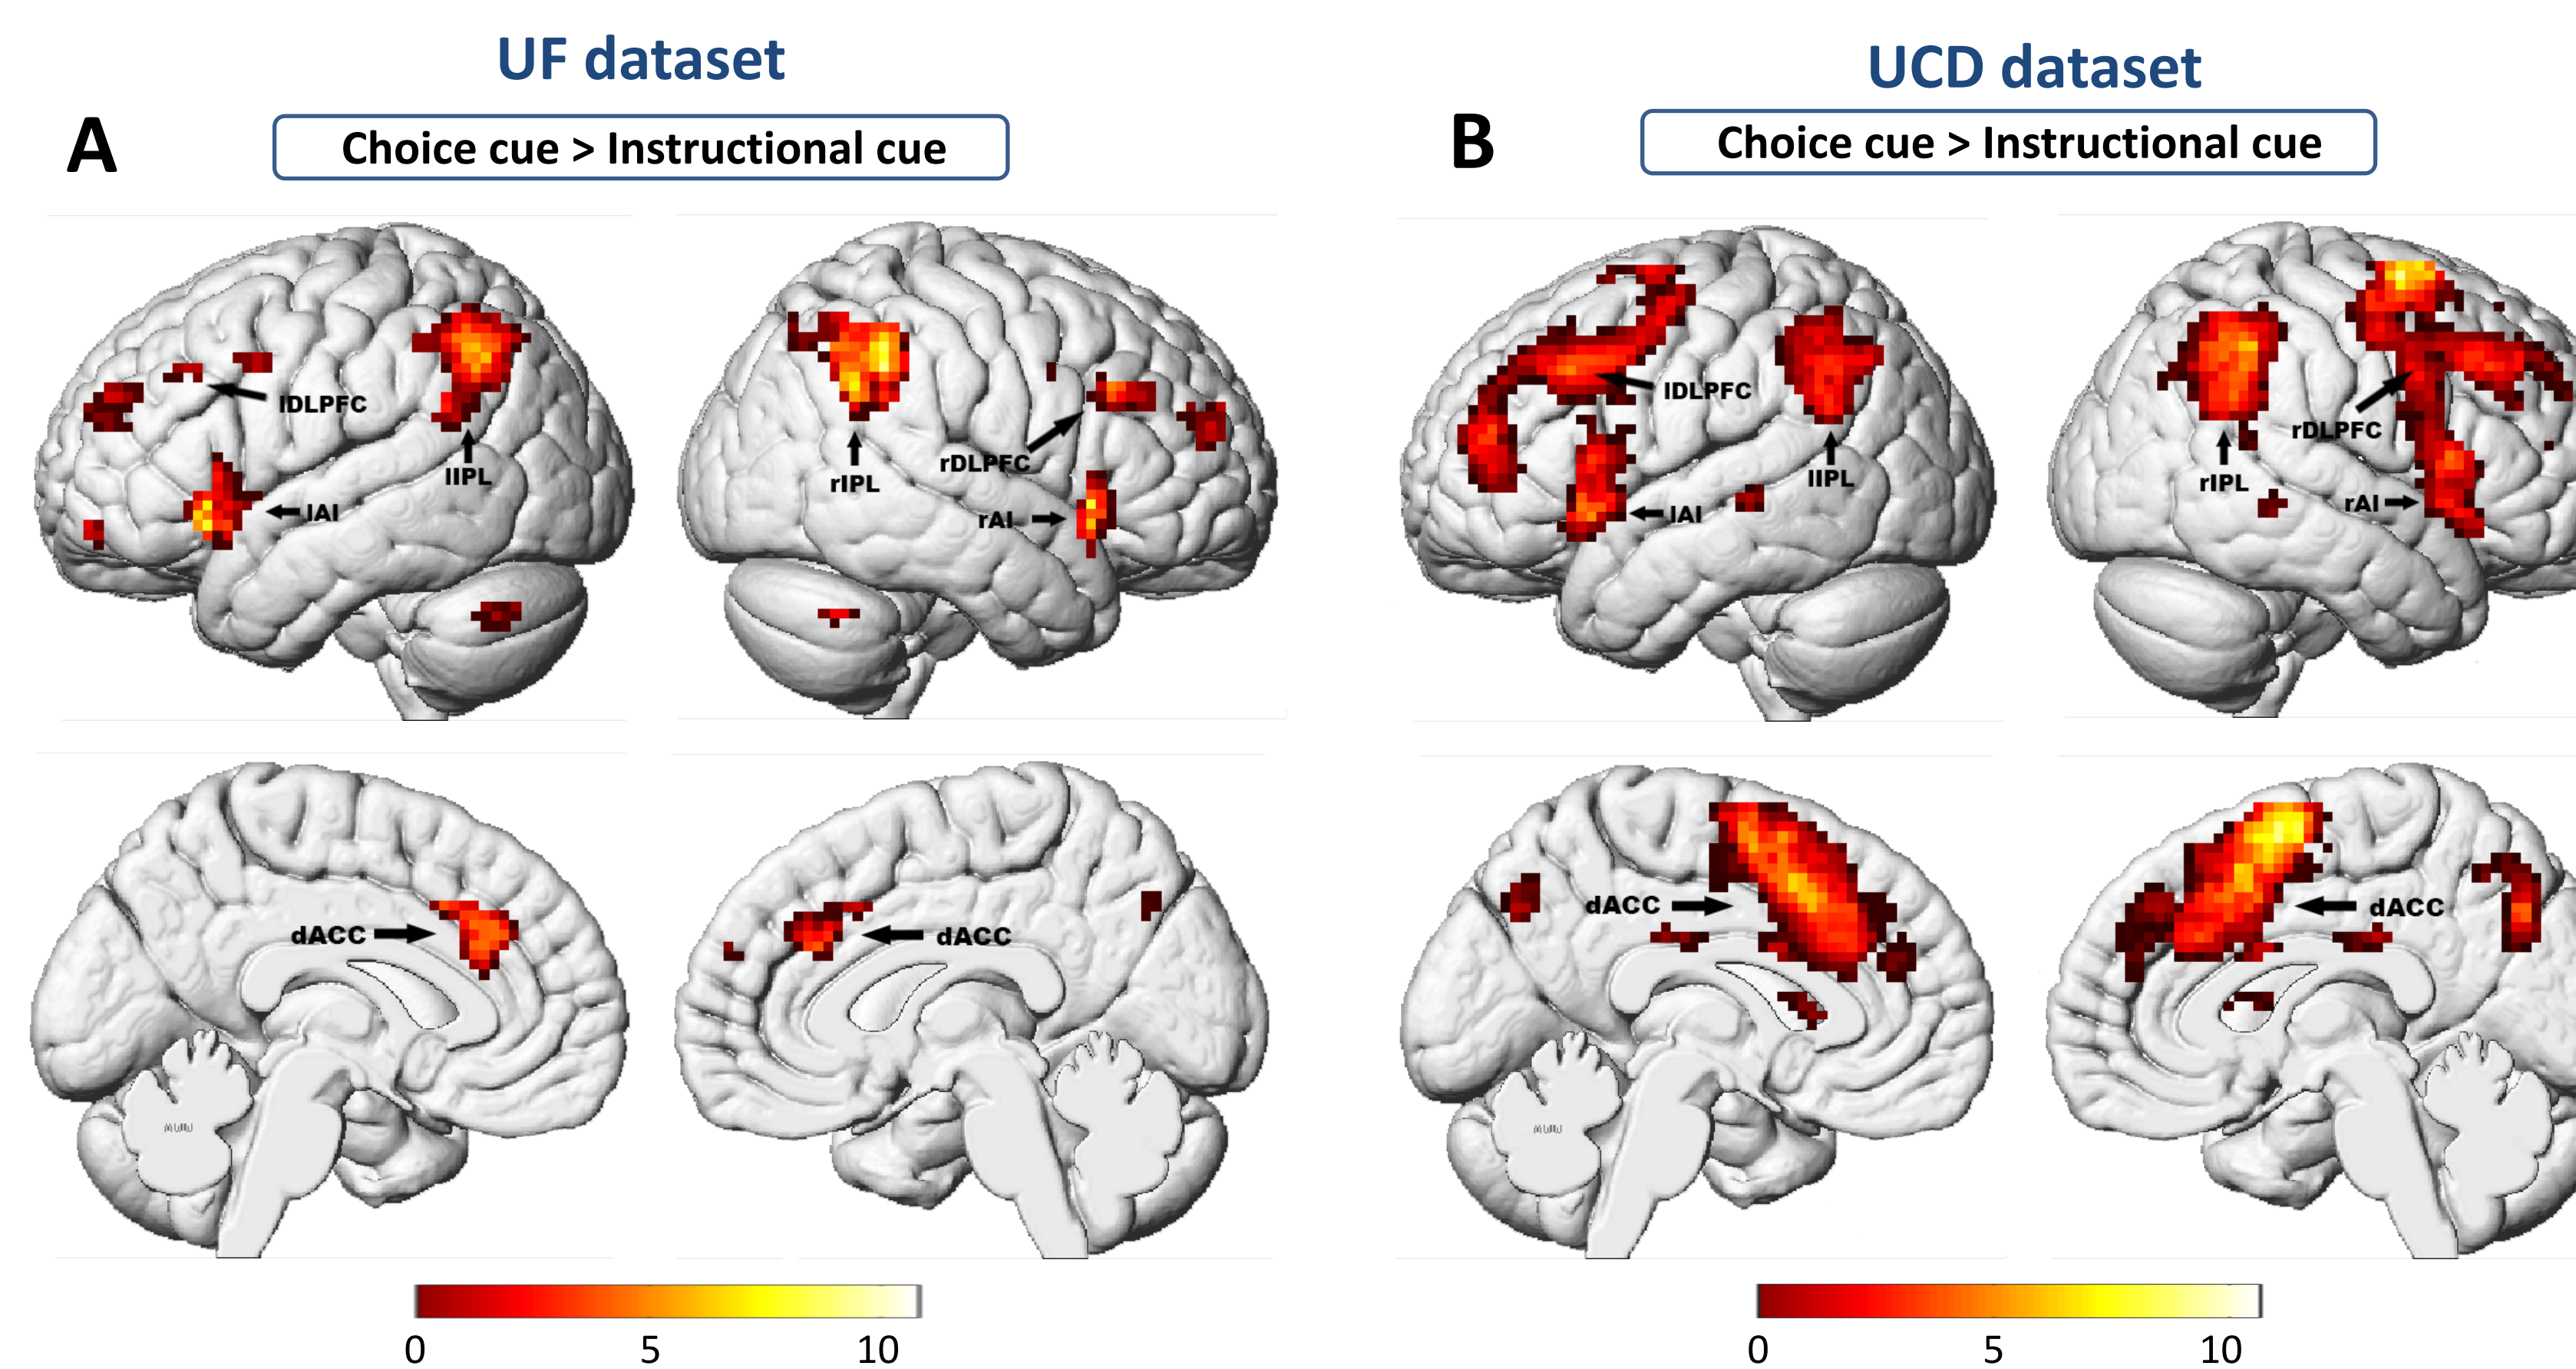 UF dataset
A
Choice cue > Instructional cue
lDLPFC
lIPL
lAI
rIPL
rDLPFC
rAI
dACC
dACC
0 5 10
UCD dataset
B
Choice cue > Instructional cue
lDLPFC
lIPL
lAI
rDLPFC
rIPL
rAI
dACC
dACC
0 5 10